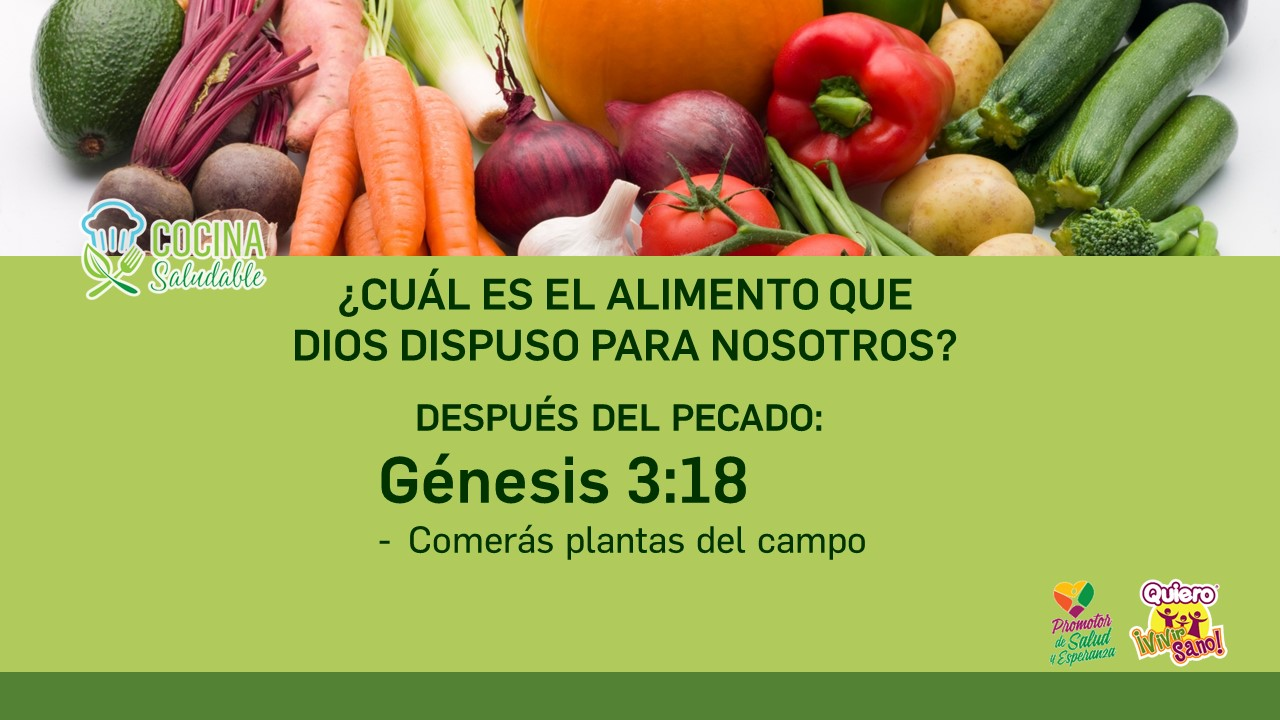 COCINA
Saludable
¿CUÁL ES EL ALIMENTO QUE
DIOS DISPUSO PARA NOSOTROS?
DESPUÉS DEL PECADO:
Génesis 3:18
- Comerás plantas del campo
Promotor
de Salud
y Esperanza
Quiero
¡Vivir
Sano!